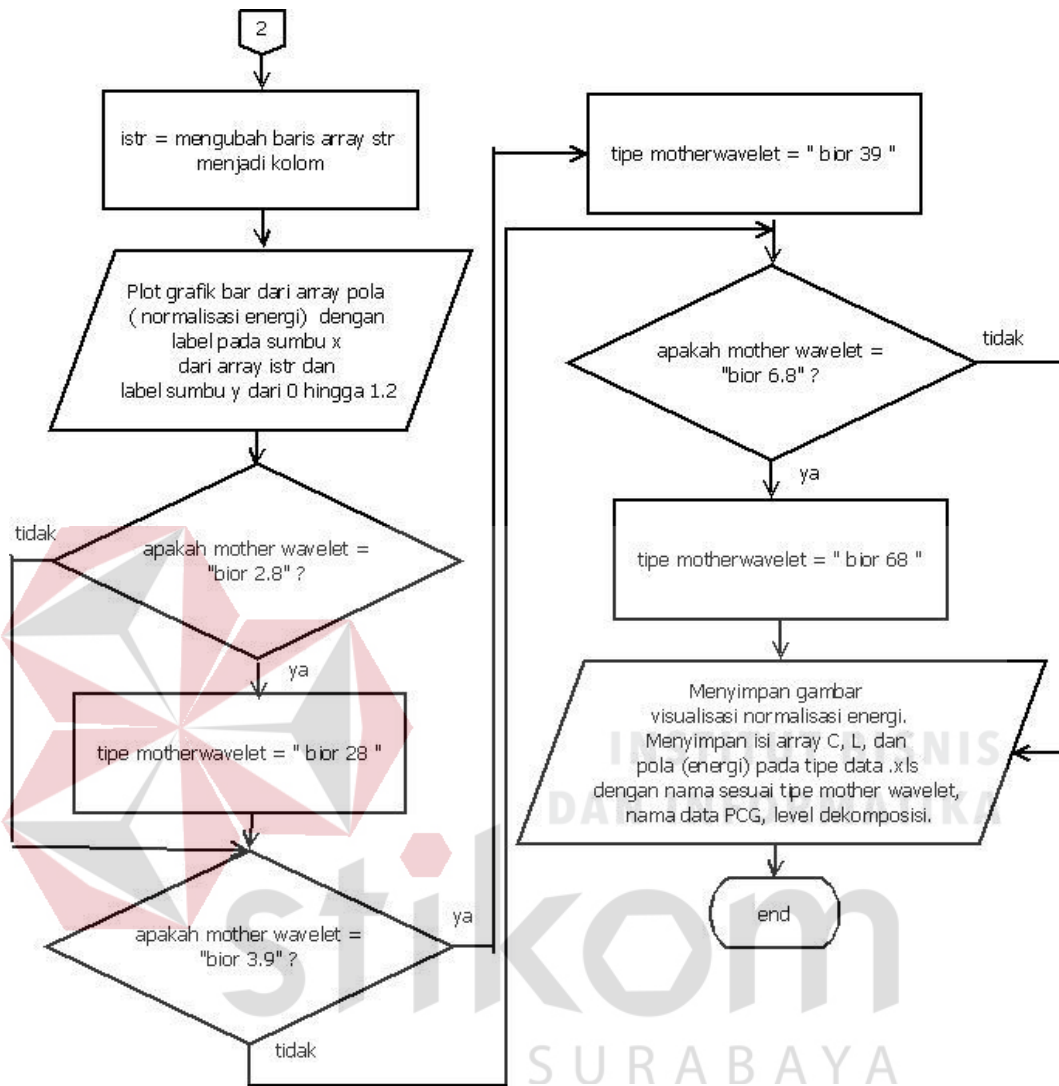 2
istr = mengubah baris array str
menjadi kolom
Plot grafik bar dari array pola
( normalisasi energi) dengan
label pada sumbu x
dari array istr dan
label sumbu y dari 0 hingga 1.2
tidak
apakah mother wavelet =
"bior 2.8" ?
ya
tipe motherwavelet = " bior 28 "
apakah mother wavelet =
"bior 3.9" ?
ya
tidak
tipe motherwavelet = " bior 39 "
apakah mother wavelet =
"bior 6.8" ?
tidak
ya
tipe motherwavelet = " bior 68 "
Menyimpan gambar
visualisasi normalisasi energi.
Menyimpan isi array C, L, dan
pola (energi) pada tipe data .xls
dengan nama sesuai tipe mother wavelet,
nama data PCG, level dekomposisi.
end
INSTITUT BISNIS
DAN INFORMATIKA
stikom
SURABAYA